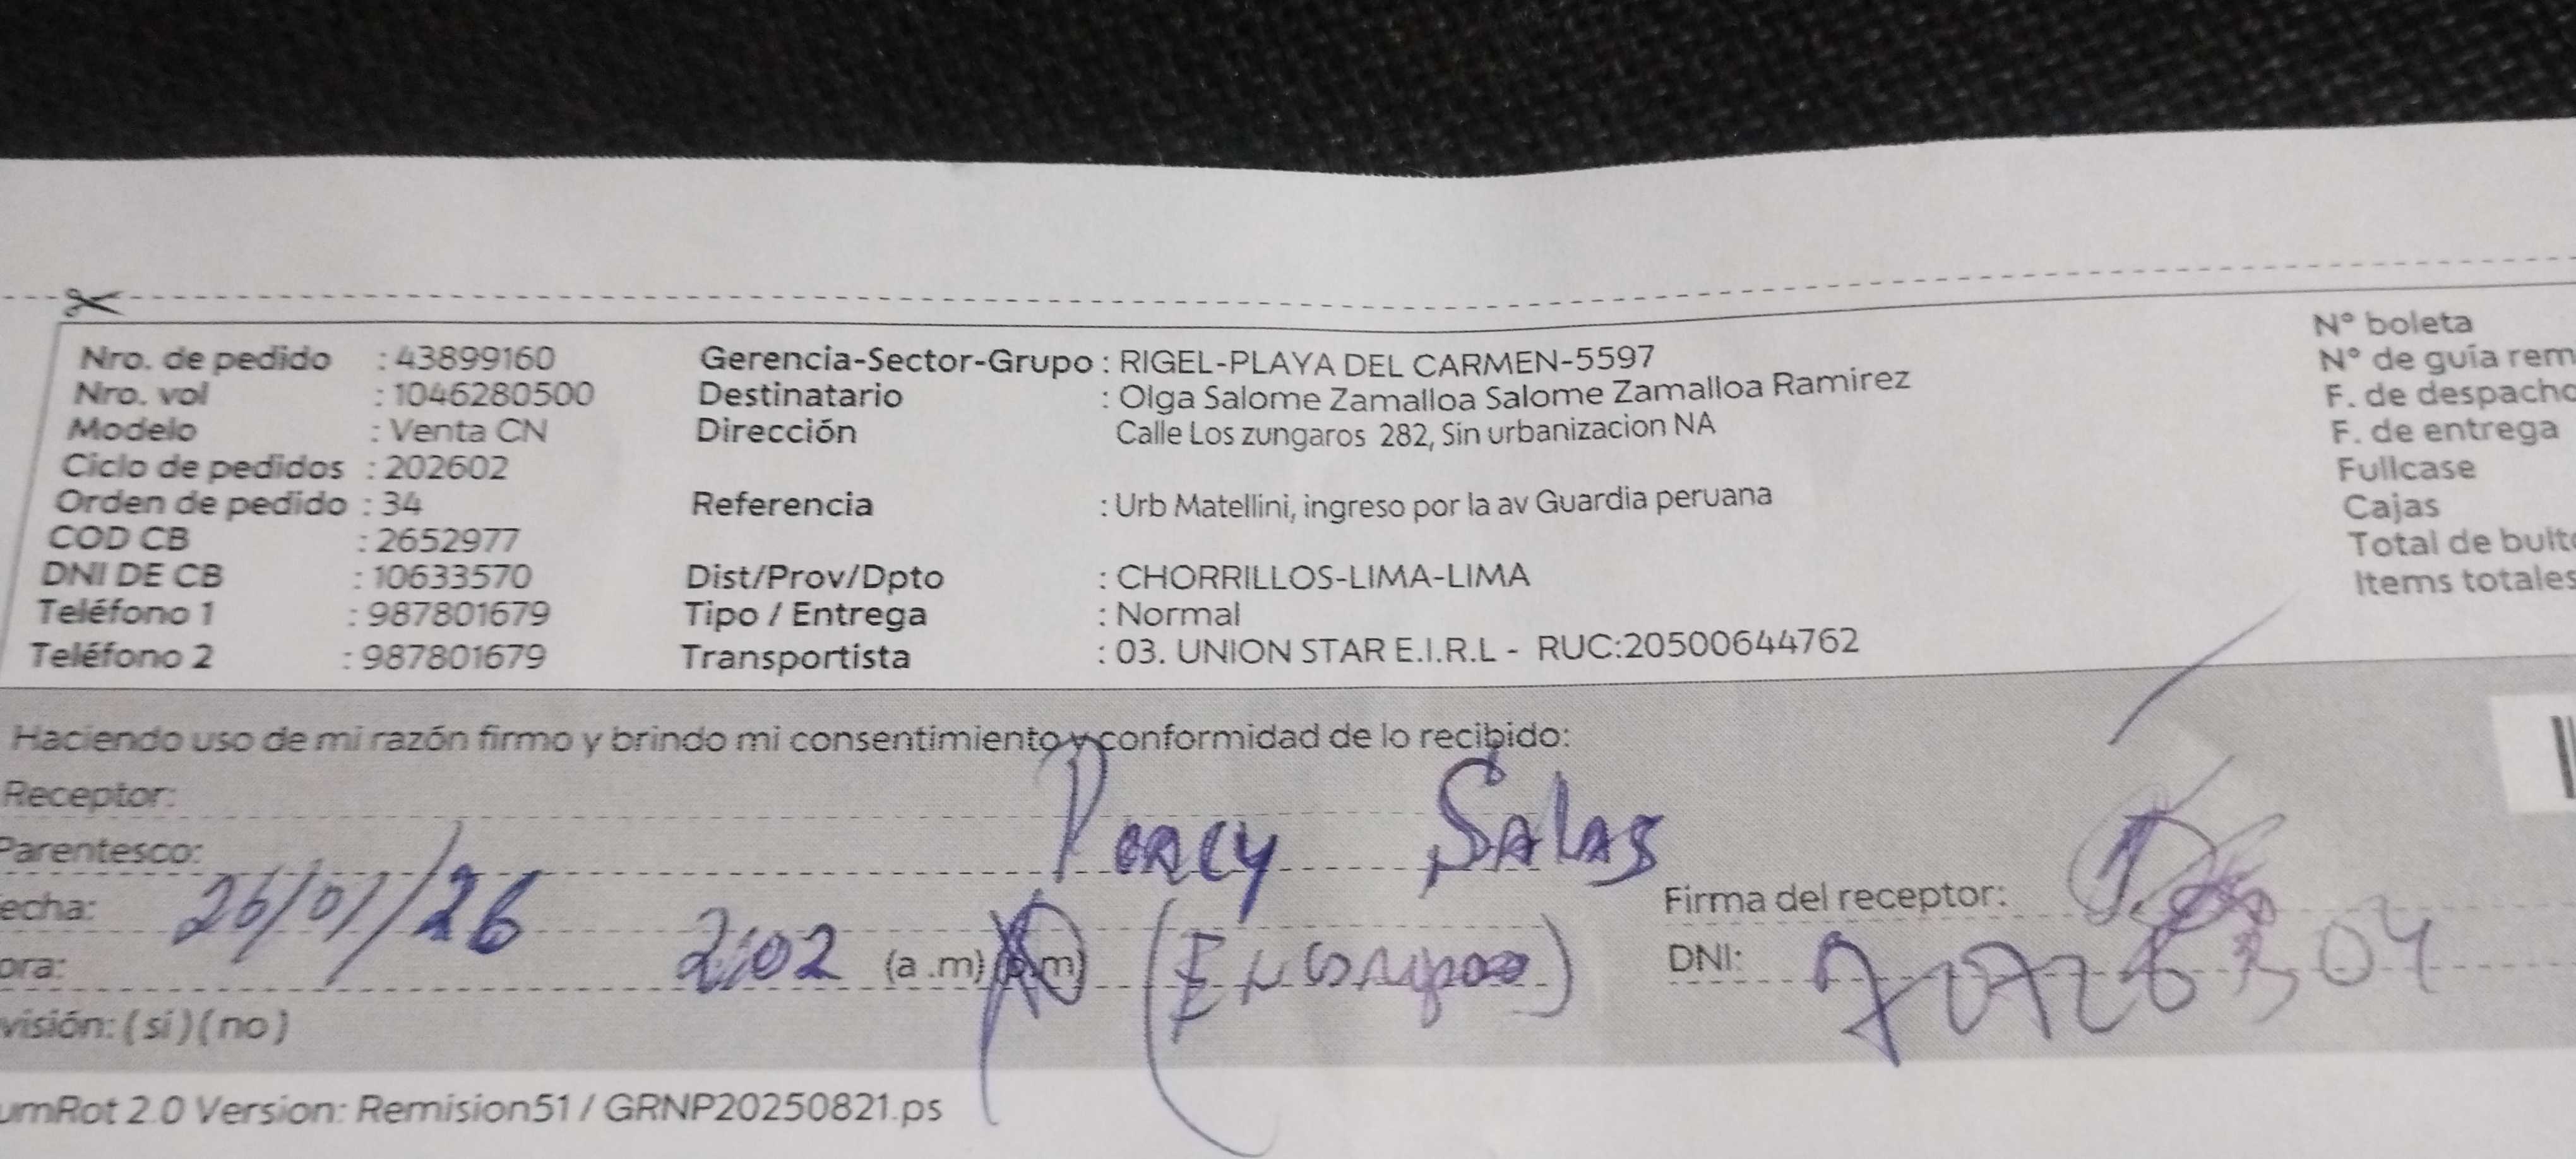 Nro. de pedido : 43899160 Gerencia-Sector-Grupo : RIGEL-PLAYA DEL CARMEN-5597 N° boleta
Nro. vol : 1046280500 Destinatario : Olga Salome Zamalloa Salome Zamalloa Ramirez N° de guía rem
Modelo : Venta CN Dirección Calle Los zungaros 282, Sin urbanizacion NA F. de despacho
Ciclo de pedidos : 202602 F. de entrega
Orden de pedido : 34 Referencia : Urb Matellini, ingreso por la av Guardia peruana Fullcase
COD CB : 2652977 Cajas
DNI DE CB : 10633570 Dist/Prov/Dpto : CHORRILLOS-LIMA-LIMA Total de bulto
Teléfono 1 : 987801679 Tipo / Entrega : Normal Items totales
Teléfono 2 : 987801679 Transportista : 03. UNION STAR E.I.R.L - RUC:20500644762
Haciendo uso de mi razón firmo y brindo mi consentimiento y conformidad de lo recibido:
Receptor: Percy Salas
Parentesco:
echa: 26/01/26 Firma del receptor:
ora: 2:02 (a .m) (p.m) DNI:
visión: (si) (no)
umRot 2.0 Version: Remision51 / GRNP20250821.ps